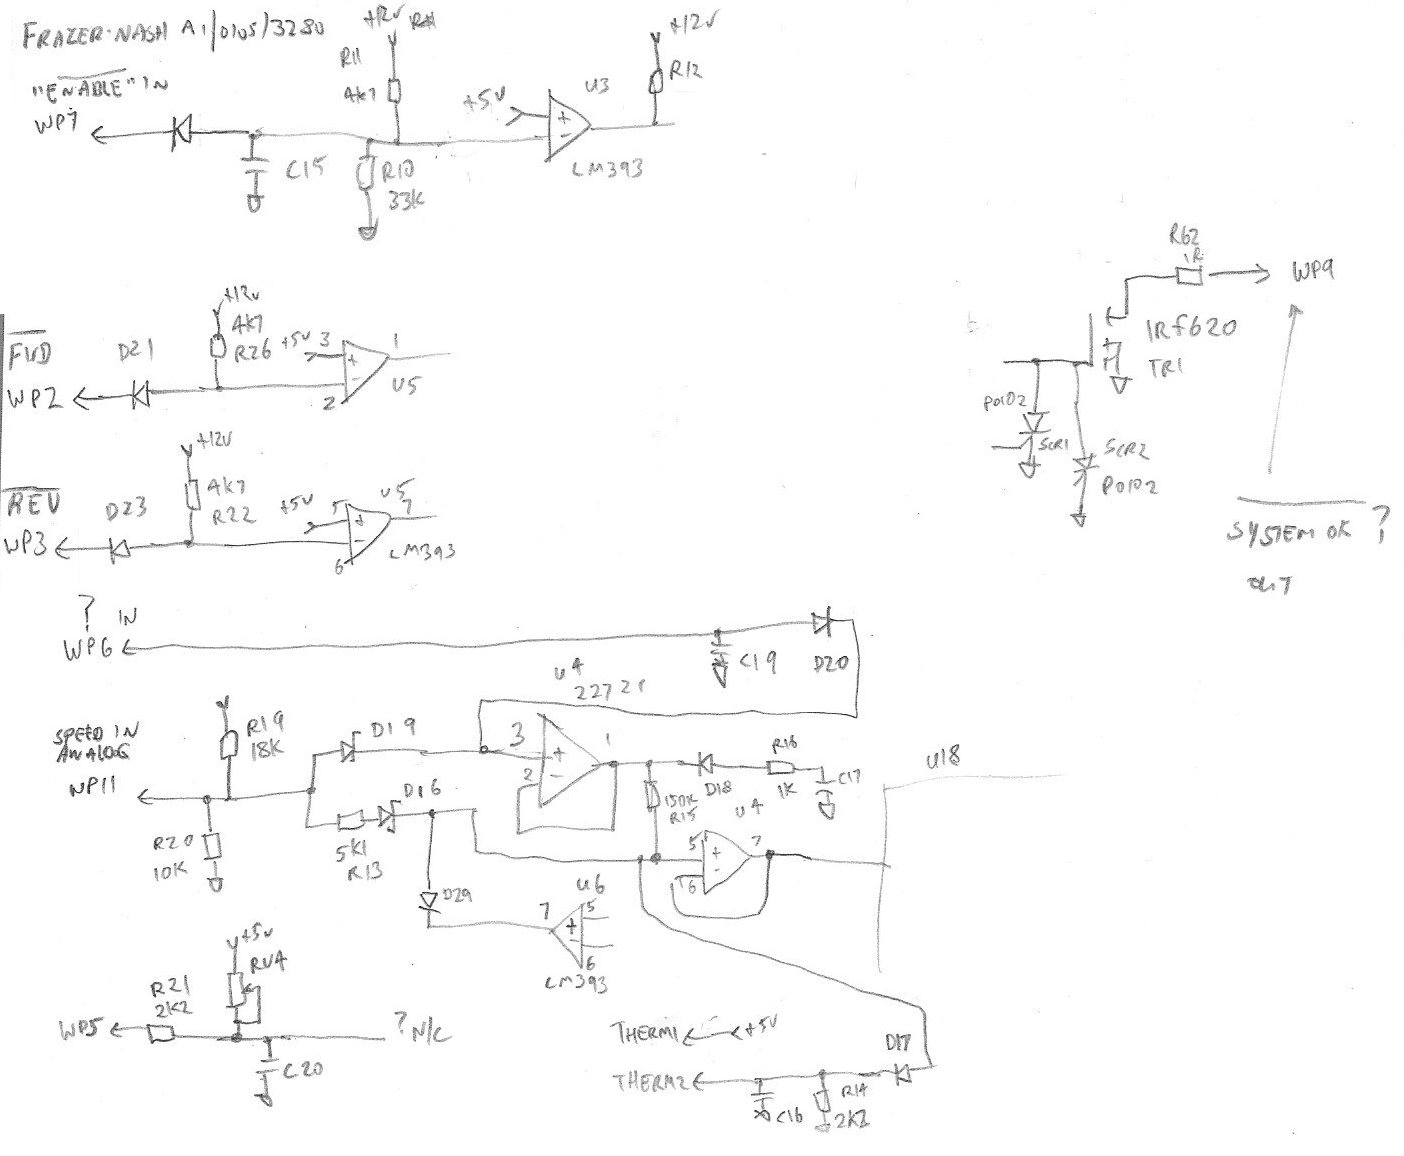 FRAZER-NASH A1/0105/3280
"ENABLE" IN
WP7
+12V
R11
4K7
C15
R10
33K
+5V
+
-
U3
LM393
+12V
R12
R62
1R
WP9
IRF620
TR1
P0102
SCR1
SCR2
P0102
SYSTEM OK ?
OUT
FWD
WP2
D21
+12V
4K7
R26
+5V
3
+
-
2
1
U5
REV
WP3
D23
+12V
4K7
R22
+5V
5
+
-
6
U5
7
LM393
? IN
WP6
C19
D20
U4
SPEED IN
ANALOG
WP11
R19
18K
R20
10K
D19
D16
5K1
R13
3
2
+
-
1
150K
R15
D18
R16
1K
C17
U4
5
6
+
-
7
U18
D29
U6
7
5
+
-
6
LM393
WP5
R21
2K2
+5V
RV4
C20
? N/C
THERM1
+5V
THERM2
C16
R14
2K2
D17